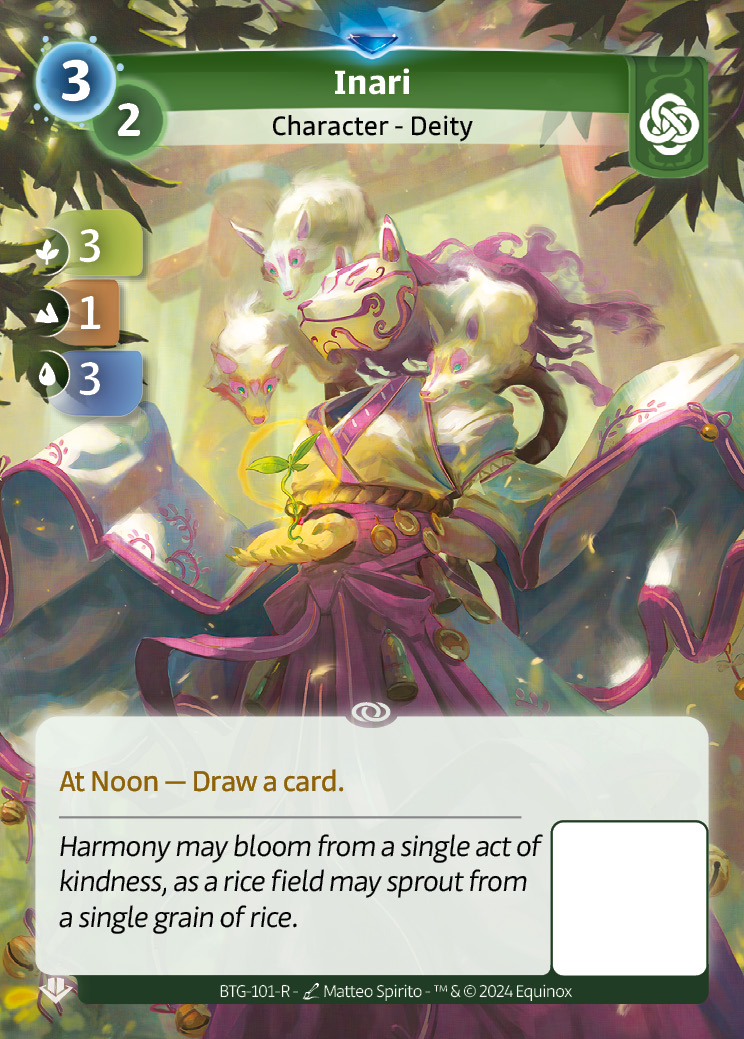 3
Inari
2
Character - Deity
3
1
3
At Noon — Draw a card.
Harmony may bloom from a single act of
kindness, as a rice field may sprout from
a single grain of rice.
BTG-101-R - Matteo Spirito - ™ & © 2024 Equinox